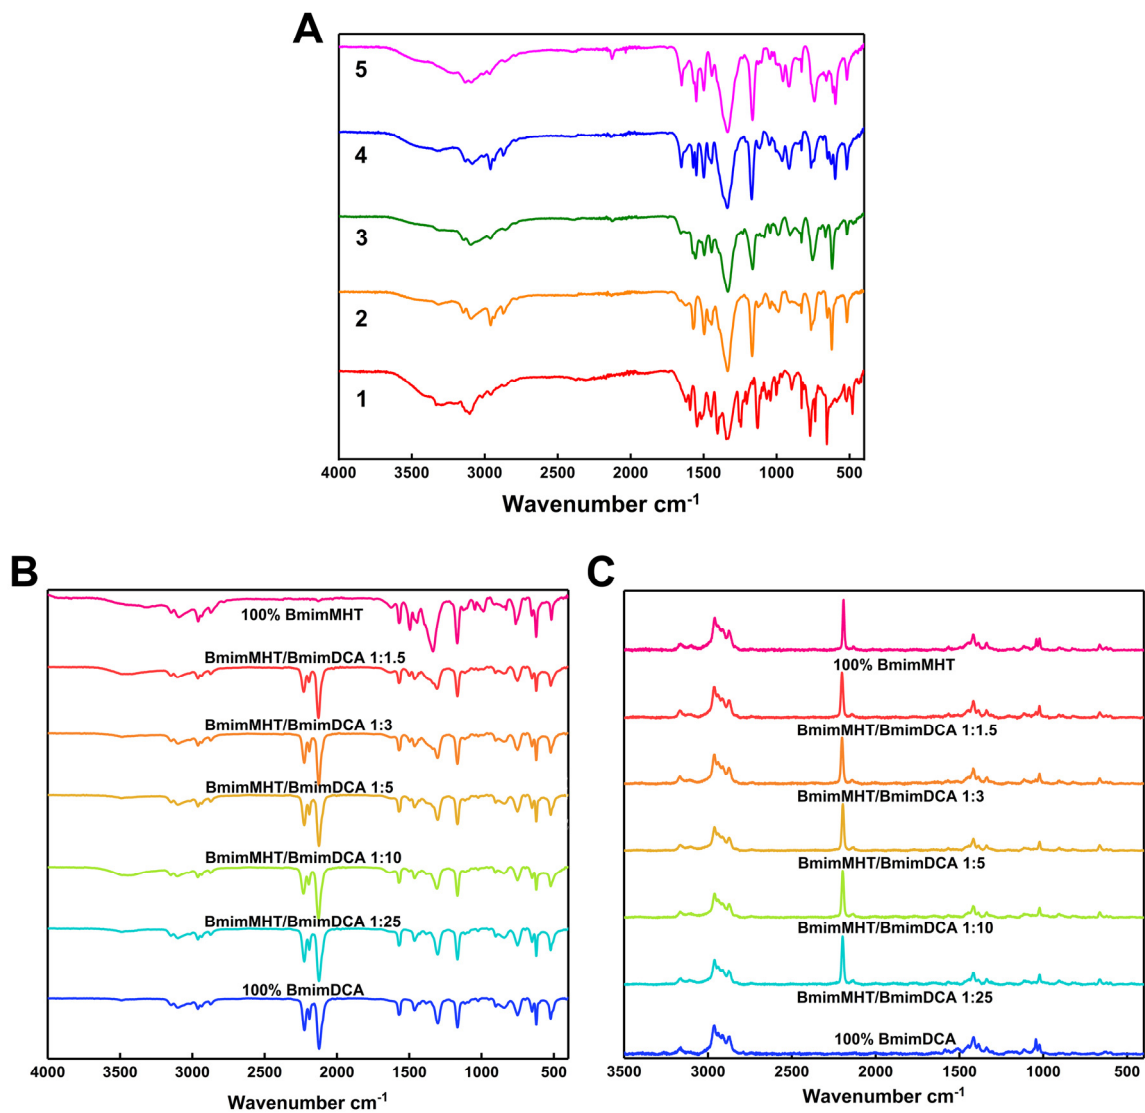 A
5
4
3
2
1
4000 3500 3000 2500 2000 1500 1000 500
Wavenumber cm-1
B
100% BmimMHT
BmimMHT/BmimDCA 1:1.5
BmimMHT/BmimDCA 1:3
BmimMHT/BmimDCA 1:5
BmimMHT/BmimDCA 1:10
BmimMHT/BmimDCA 1:25
100% BmimDCA
4000 3500 3000 2500 2000 1500 1000 500
Wavenumber cm-1
C
100% BmimMHT
BmimMHT/BmimDCA 1:1.5
BmimMHT/BmimDCA 1:3
BmimMHT/BmimDCA 1:5
BmimMHT/BmimDCA 1:10
BmimMHT/BmimDCA 1:25
100% BmimDCA
3500 3000 2500 2000 1500 1000 500
Wavenumber cm-1